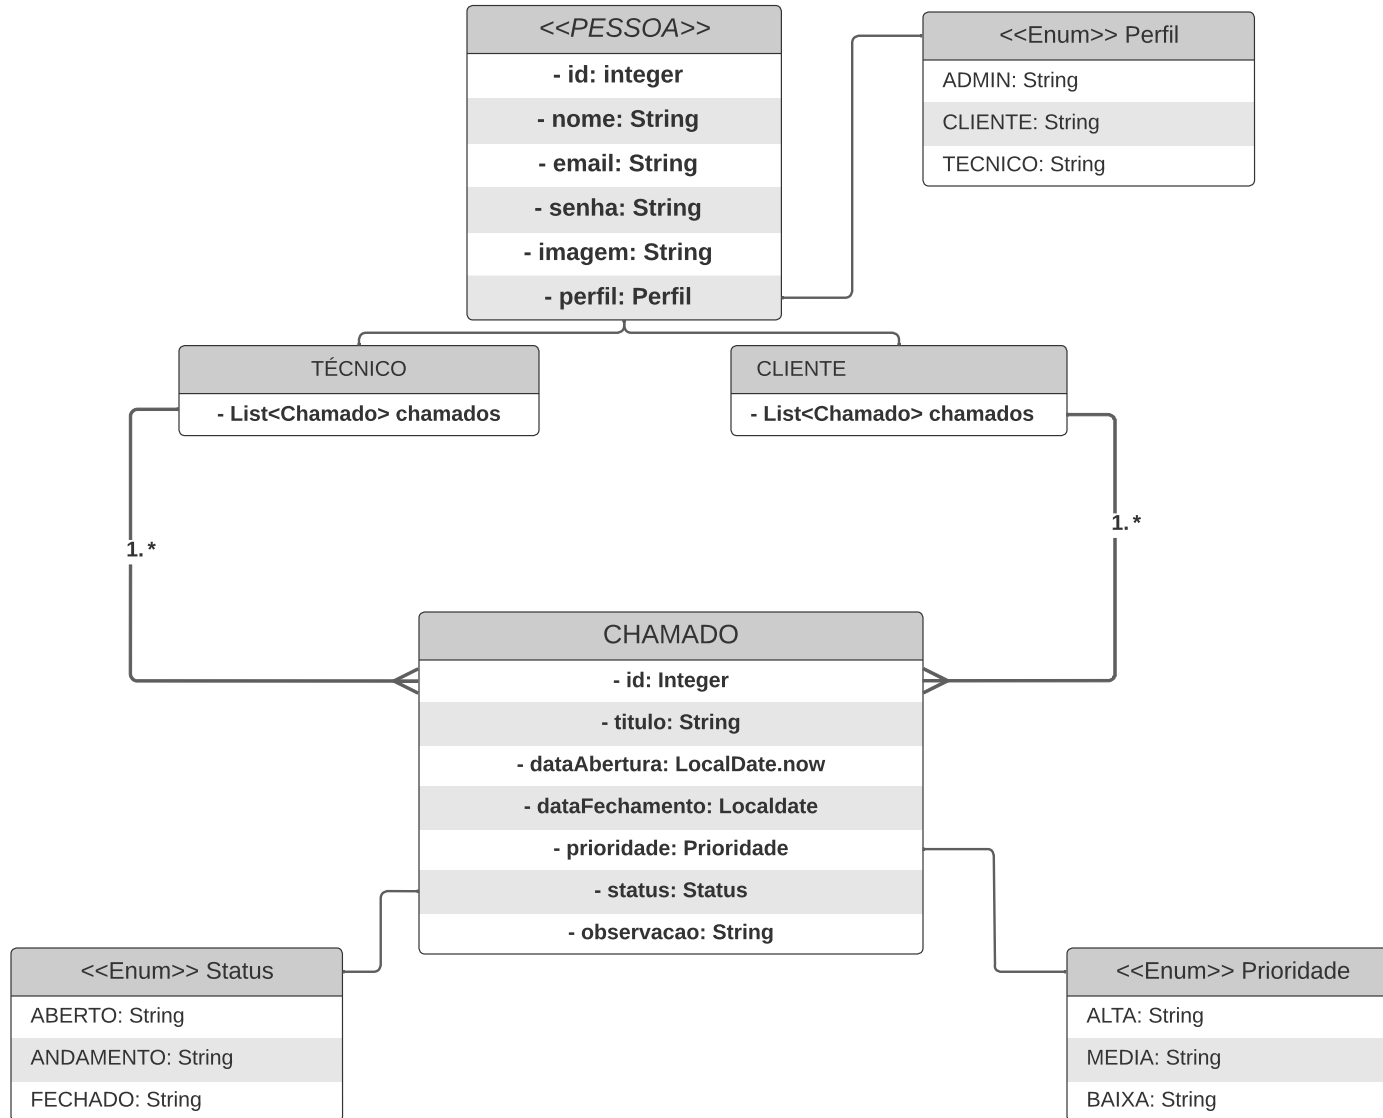 <<PESSOA>>
- id: integer
- nome: String
- email: String
- senha: String
- imagem: String
- perfil: Perfil
<<Enum>> Perfil
ADMIN: String
CLIENTE: String
TECNICO: String
TÉCNICO
- List<Chamado> chamados
CLIENTE
- List<Chamado> chamados
1. *
1. *
CHAMADO
- id: Integer
- titulo: String
- dataAbertura: LocalDate.now
- dataFechamento: Localdate
- prioridade: Prioridade
- status: Status
- observacao: String
<<Enum>> Status
ABERTO: String
ANDAMENTO: String
FECHADO: String
<<Enum>> Prioridade
ALTA: String
MEDIA: String
BAIXA: String